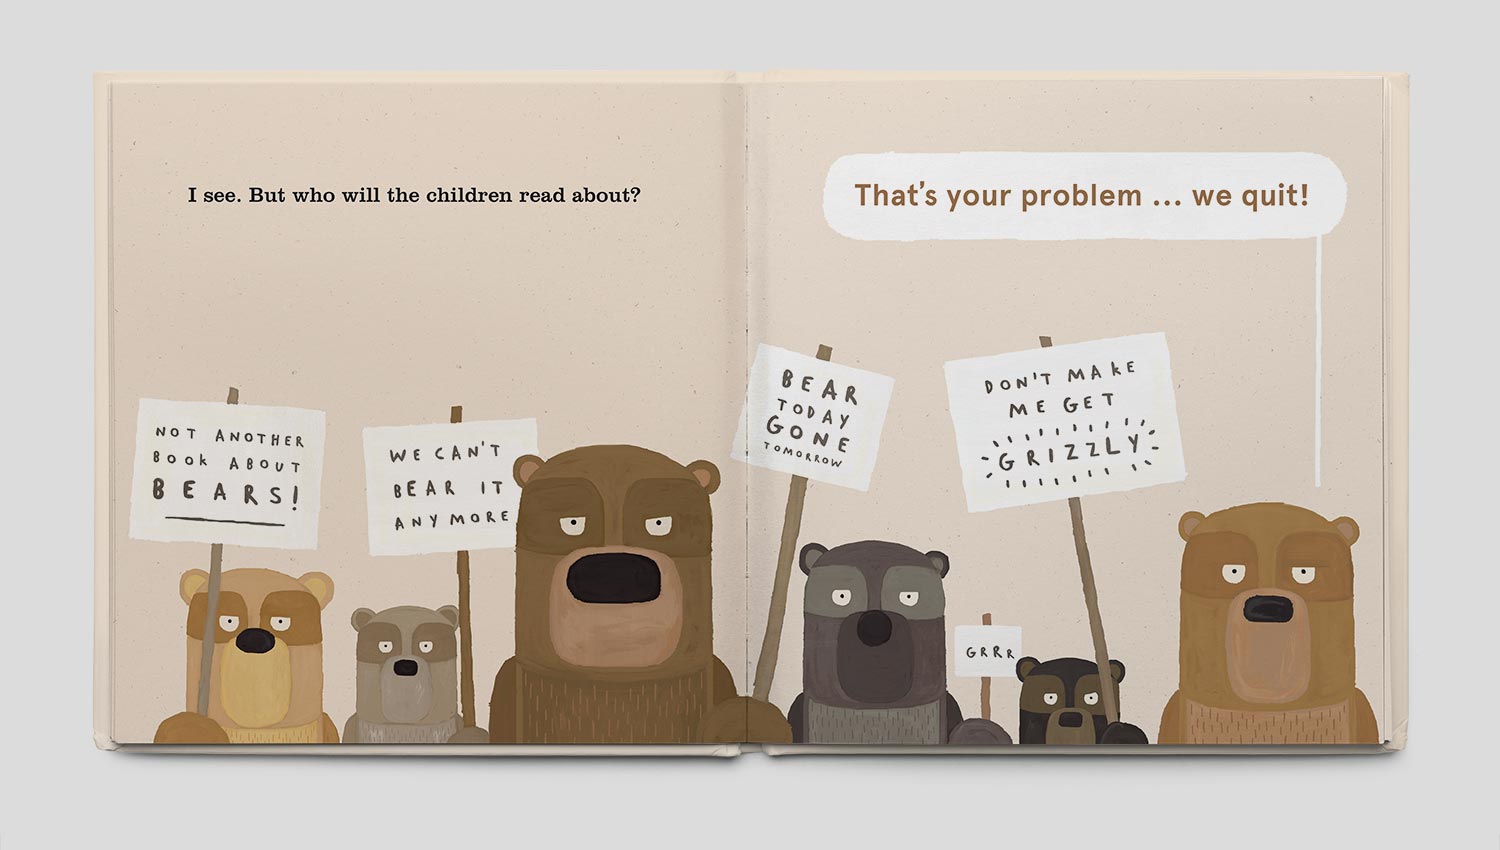 I see. But who will the children read about?
That's your problem ... we quit!
NOT ANOTHER
BOOK ABOUT
BEARS!
WE CAN'T
BEAR IT
ANYMORE
BEAR
TODAY
GONE
TOMORROW
DON'T MAKE
ME GET
GRIZZLY
GRRR